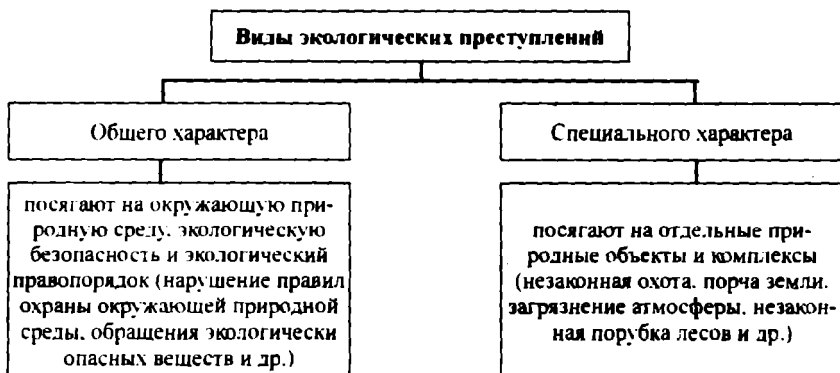 Виды экологических преступлений
Общего характера
Специального характера
посягают на окружающую при-
родную среду, экологическую
безопасность и экологический
правопорядок (нарушение правил
охраны окружающей природной
среды, обращения экологически
опасных веществ и др.)
посягают на отдельные при-
родные объекты и комплексы
(незаконная охота, порча земли,
загрязнение атмосферы, незакон-
ная порубка лесов и др.)